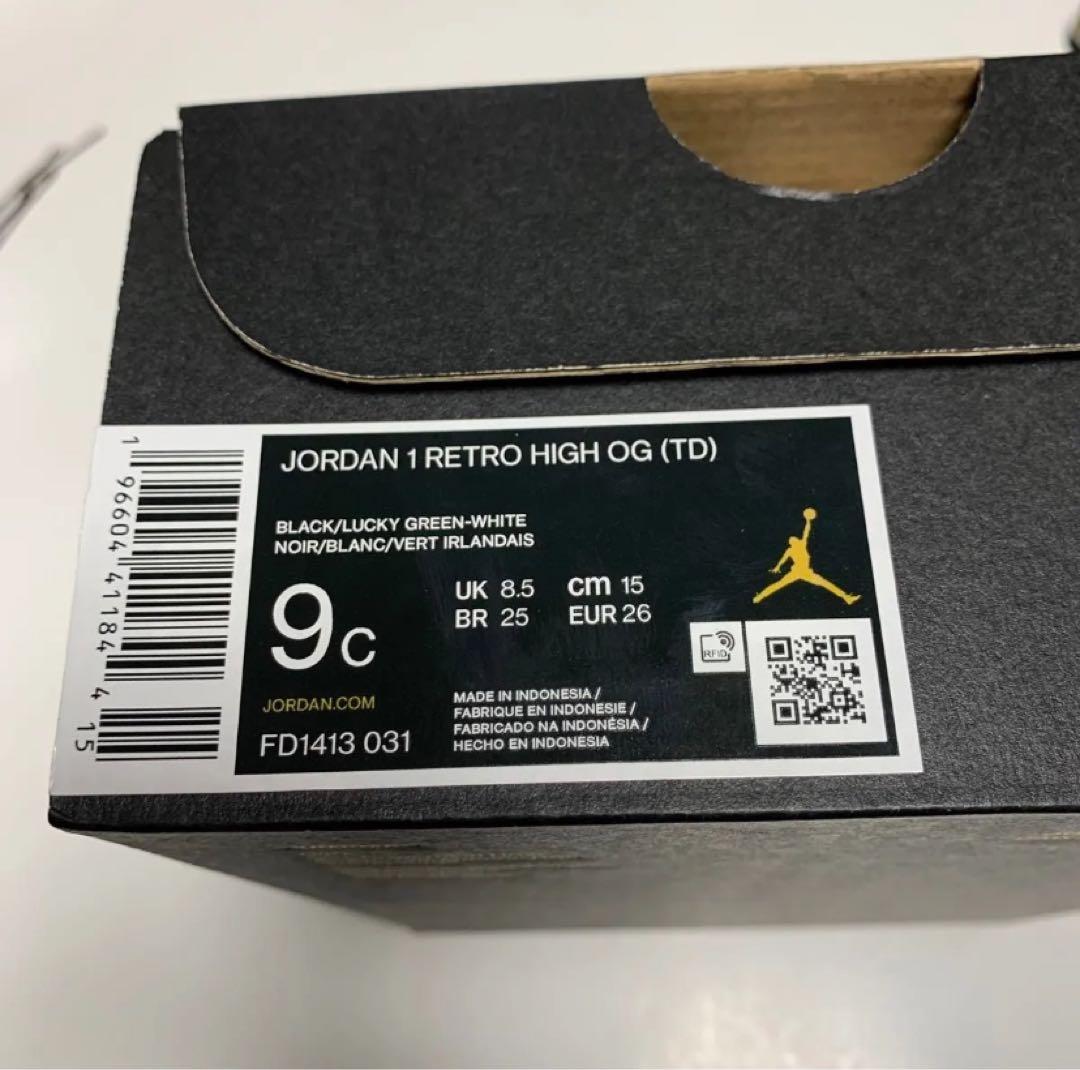 JORDAN 1 RETRO HIGH OG (TD)
BLACK/LUCKY GREEN-WHITE
NOIR/BLANC/VERT IRLANDAIS
9C
UK 8.5 cm 15
BR 25 EUR 26
RFID
JORDAN.COM
FD1413 031
MADE IN INDONESIA /
FABRIQUE EN INDONESIE /
FABRICADO NA INDONÉSIA /
HECHO EN INDONESIA
1 96604 41184 4 15